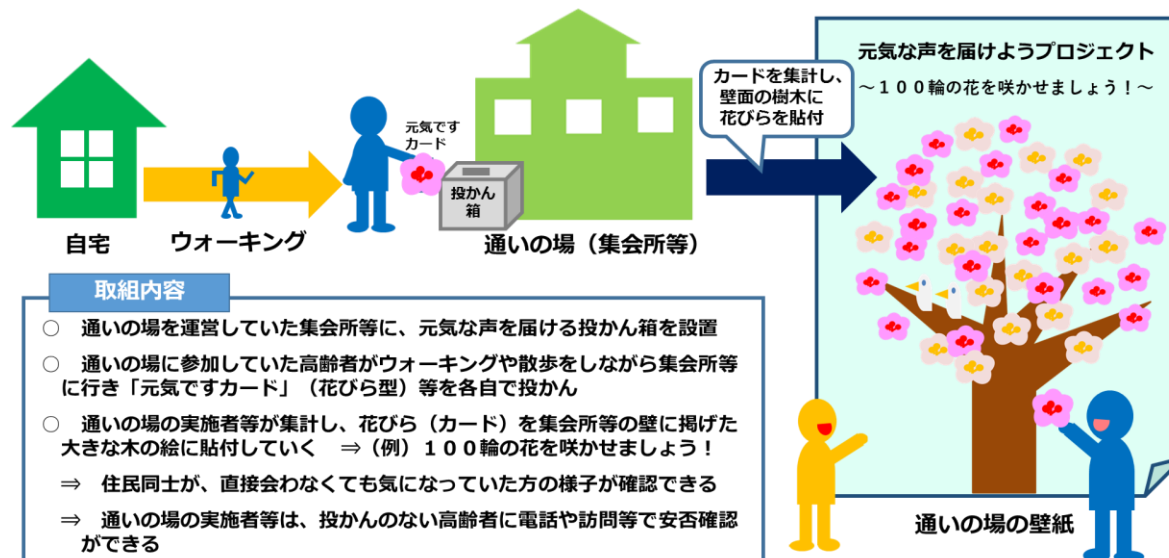 元気な声を届けようプロジェクト
～１００輪の花を咲かせましょう！～
カードを集計し、
壁面の樹木に
花びらを貼付
元気です
カード
投かん
箱
自宅
ウォーキング
通いの場（集会所等）
取組内容
○　通いの場を運営していた集会所等に、元気な声を届ける投かん箱を設置
○　通いの場に参加していた高齢者がウォーキングや散歩をしながら集会所等
に行き「元気ですカード」（花びら型）等を各自で投かん
○　通いの場の実施者等が集計し、花びら（カード）を集会所等の壁に掲げた
大きな木の絵に貼付していく　⇒（例）１００輪の花を咲かせましょう！
⇒　住民同士が、直接会わなくても気になっていた方の様子が確認できる
⇒　通いの場の実施者等は、投かんのない高齢者に電話や訪問等で安否確認
ができる
通いの場の壁紙